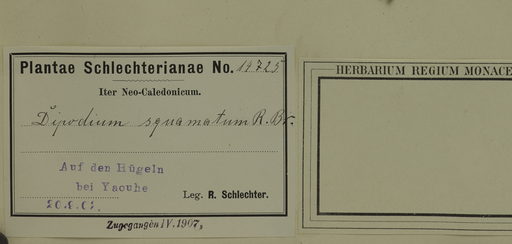 Plantae Schlechterianae No. 14725
Iter Neo-Caledonicum.
Dipodium squamatum R. Br.
Auf den Hügeln
bei Yaouhe
Leg. R. Schlechter.
Zugegangen IV. 1907,
HERBARIUM REGIUM MONACE